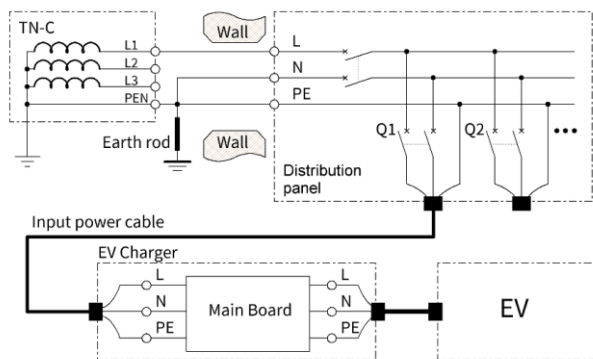 TN-C
Wall
L1
L
L2
N
L3
PEN
PE
Earth rod
Wall
Q1
Q2
Distribution
panel
Input power cable
EV Charger
L
L
N
Main Board
N
EV
PE
PE